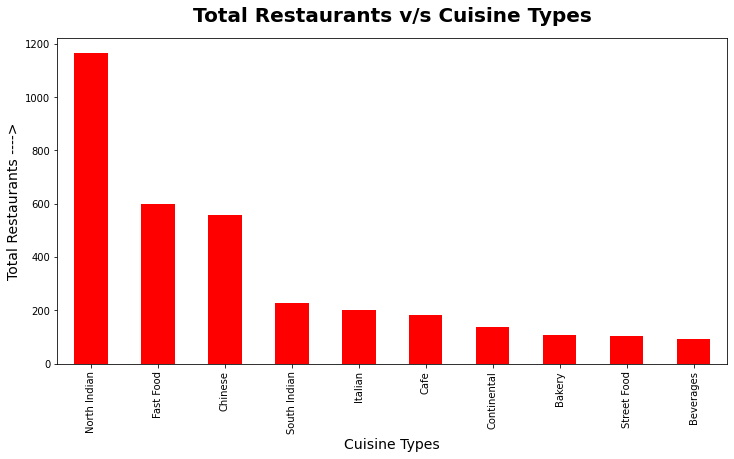 Total Restaurants v/s Cuisine Types
Total Restaurants ---->
1200
1000
800
600
400
200
0
North Indian
Fast Food
Chinese
South Indian
Italian
Cafe
Continental
Bakery
Street Food
Beverages
Cuisine Types